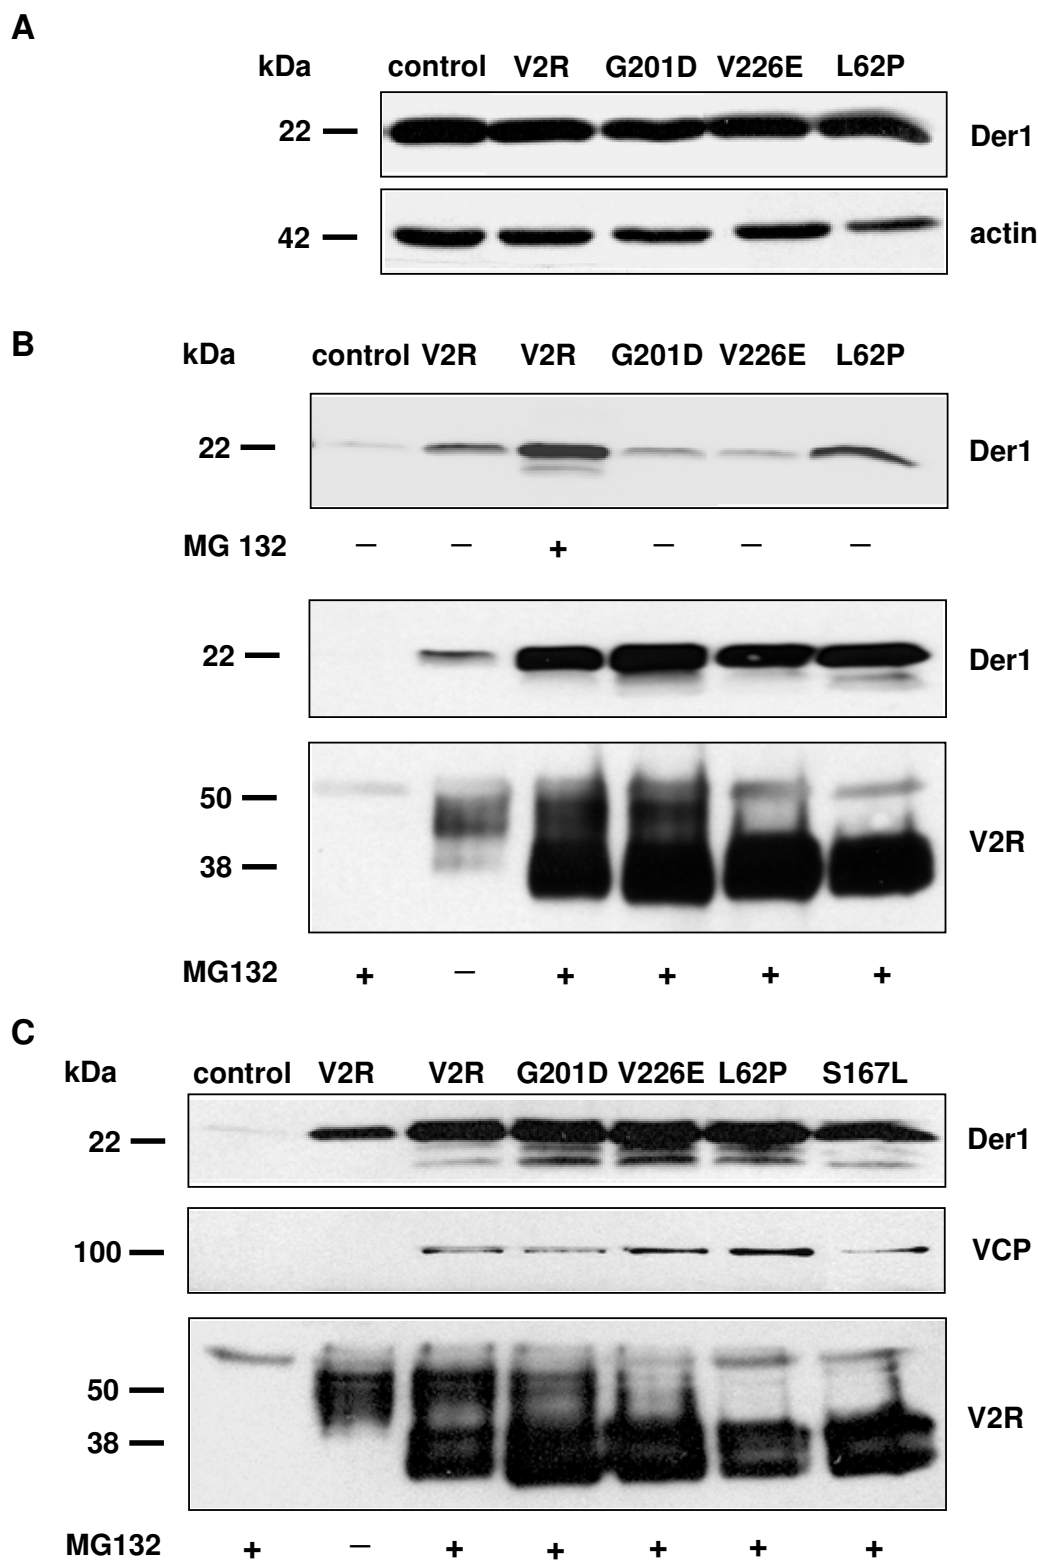 A
kDa control V2R G201D V226E L62P
22 — Der1
42 — actin
B
kDa control V2R V2R G201D V226E L62P
22 — Der1
MG 132 – – + – – –
22 — Der1
50 —
V2R
38 —
MG132 + – + + + +
C
kDa control V2R V2R G201D V226E L62P S167L
22 — Der1
100 — VCP
50 —
V2R
38 —
MG132 + – + + + + +